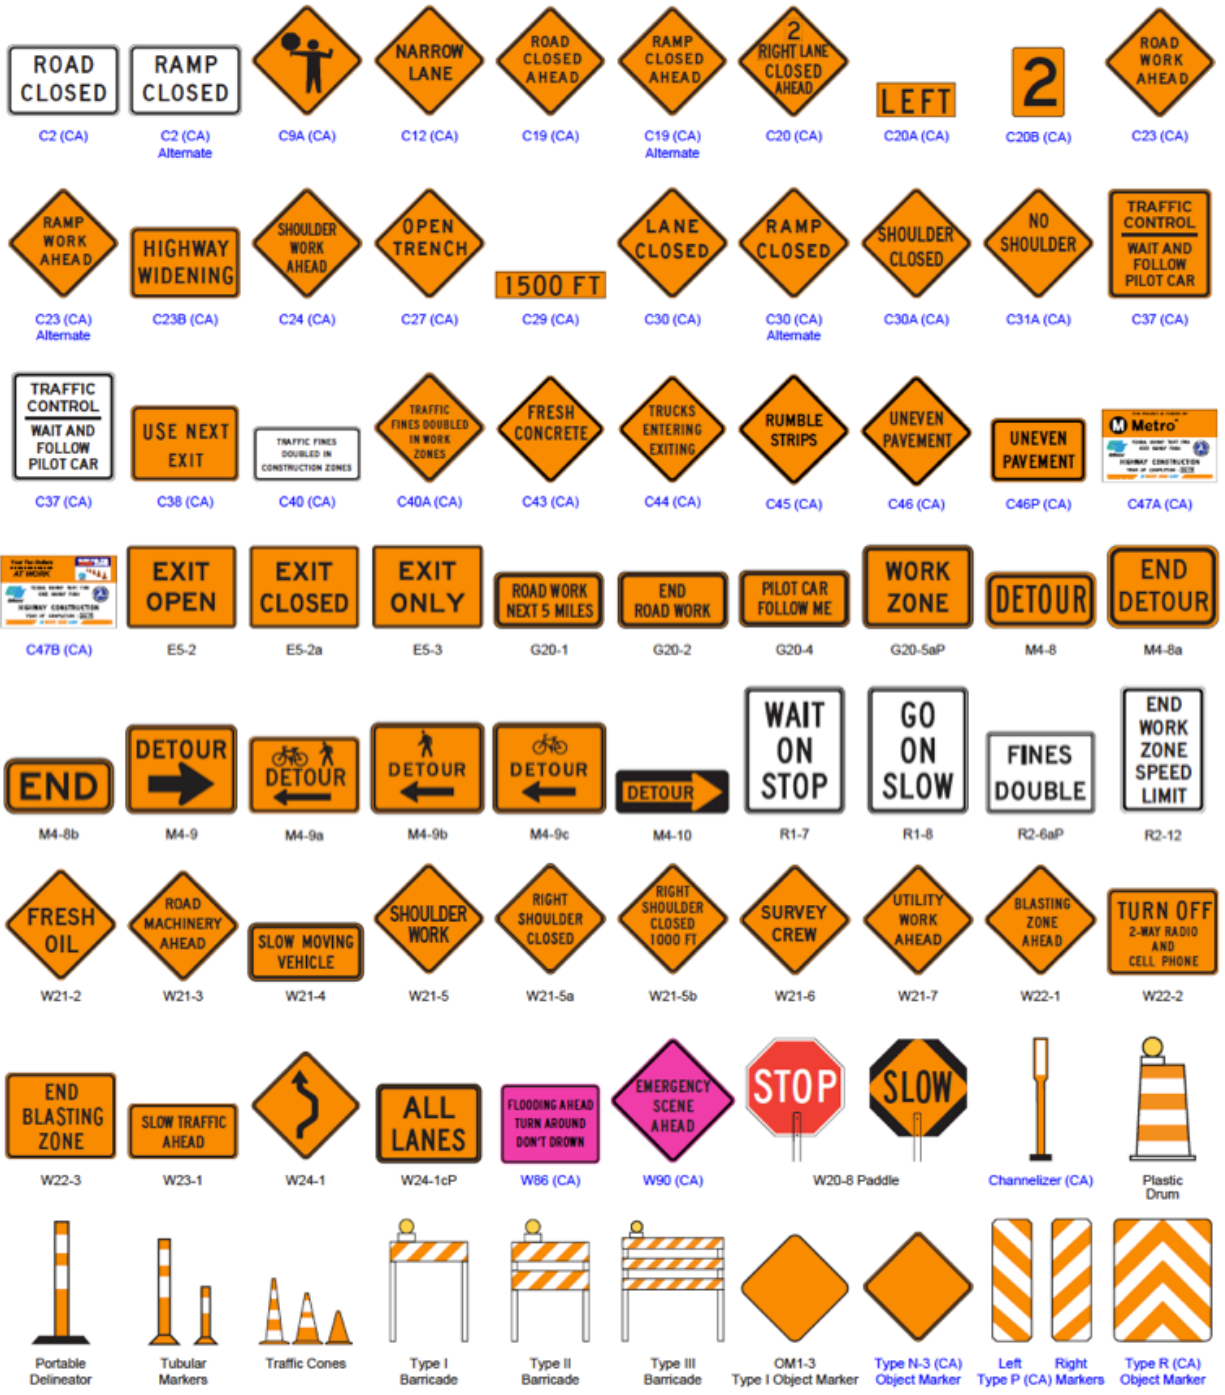 ROAD
CLOSED
C2 (CA)
RAMP
CLOSED
C2 (CA)
Alternate
C9A (CA)
NARROW
LANE
C12 (CA)
ROAD
CLOSED
AHEAD
C19 (CA)
RAMP
CLOSED
AHEAD
C19 (CA)
Alternate
2
RIGHT LANE
CLOSED
AHEAD
C20 (CA)
LEFT
C20A (CA)
2
C20B (CA)
ROAD
WORK
AHEAD
C23 (CA)
RAMP
WORK
AHEAD
C23 (CA)
Alternate
HIGHWAY
WIDENING
C23B (CA)
SHOULDER
WORK
AHEAD
C24 (CA)
OPEN
TRENCH
C27 (CA)
1500 FT
C29 (CA)
LANE
CLOSED
C30 (CA)
RAMP
CLOSED
C30 (CA)
Alternate
SHOULDER
CLOSED
C30A (CA)
NO
SHOULDER
C31A (CA)
TRAFFIC
CONTROL
WAIT AND
FOLLOW
PILOT CAR
C37 (CA)
TRAFFIC
CONTROL
WAIT AND
FOLLOW
PILOT CAR
C37 (CA)
USE NEXT
EXIT
C38 (CA)
TRAFFIC FINES
DOUBLED IN
CONSTRUCTION ZONES
C40 (CA)
TRAFFIC
FINES DOUBLED
IN WORK
ZONES
C40A (CA)
FRESH
CONCRETE
C43 (CA)
TRUCKS
ENTERING
EXITING
C44 (CA)
RUMBLE
STRIPS
C45 (CA)
UNEVEN
PAVEMENT
C46 (CA)
UNEVEN
PAVEMENT
C46P (CA)
M Metro
HIGHWAY CONSTRUCTION
C47A (CA)
AT WORK
HIGHWAY CONSTRUCTION
C47B (CA)
EXIT
OPEN
E5-2
EXIT
CLOSED
E5-2a
EXIT
ONLY
E5-3
ROAD WORK
NEXT 5 MILES
G20-1
END
ROAD WORK
G20-2
PILOT CAR
FOLLOW ME
G20-4
WORK
ZONE
G20-5aP
DETOUR
M4-8
END
DETOUR
M4-8a
END
M4-8b
DETOUR
M4-9
DETOUR
M4-9a
DETOUR
M4-9b
DETOUR
M4-9c
DETOUR
M4-10
WAIT
ON
STOP
R1-7
GO
ON
SLOW
R1-8
FINES
DOUBLE
R2-6aP
END
WORK
ZONE
SPEED
LIMIT
R2-12
FRESH
OIL
W21-2
ROAD
MACHINERY
AHEAD
W21-3
SLOW MOVING
VEHICLE
W21-4
SHOULDER
WORK
W21-5
RIGHT
SHOULDER
CLOSED
W21-5a
RIGHT
SHOULDER
CLOSED
1000 FT
W21-5b
SURVEY
CREW
W21-6
UTILITY
WORK
AHEAD
W21-7
BLASTING
ZONE
AHEAD
W22-1
TURN OFF
2-WAY RADIO
AND
CELL PHONE
W22-2
END
BLASTING
ZONE
W22-3
SLOW TRAFFIC
AHEAD
W23-1
W24-1
ALL
LANES
W24-1cP
FLOODING AHEAD
TURN AROUND
DON'T DROWN
W86 (CA)
EMERGENCY
SCENE
AHEAD
W90 (CA)
STOP
SLOW
W20-8 Paddle
Channelizer (CA)
Plastic
Drum
Portable
Delineator
Tubular
Markers
Traffic Cones
Type I
Barricade
Type II
Barricade
Type III
Barricade
OM1-3
Type I Object Marker
Type N-3 (CA)
Object Marker
Left Right
Type P (CA) Markers
Type R (CA)
Object Marker